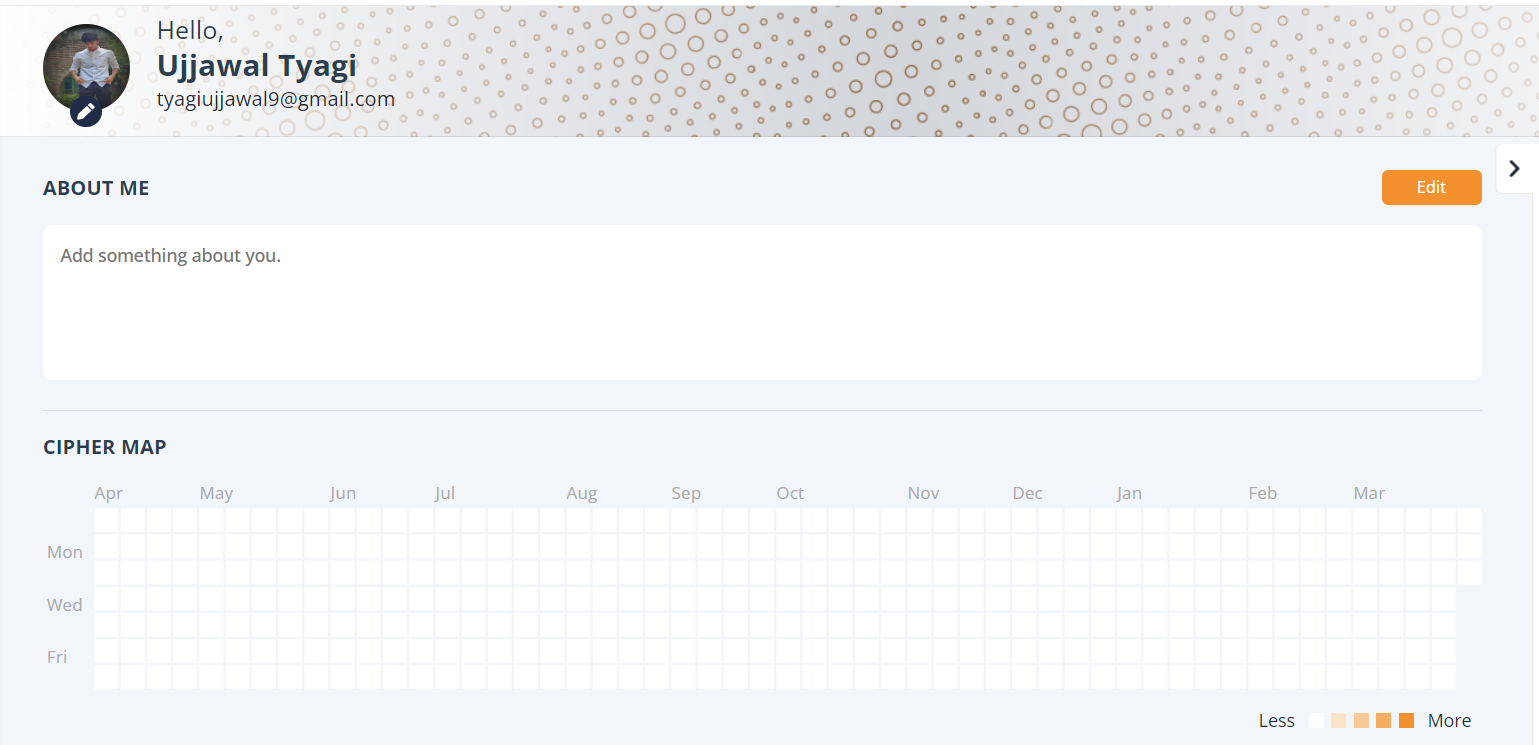 Hello,
Ujjawal Tyagi
tyagiujjawal9@gmail.com
ABOUT ME
Edit
Add something about you.
CIPHER MAP
Apr May Jun Jul Aug Sep Oct Nov Dec Jan Feb Mar
Mon
Wed
Fri
Less More